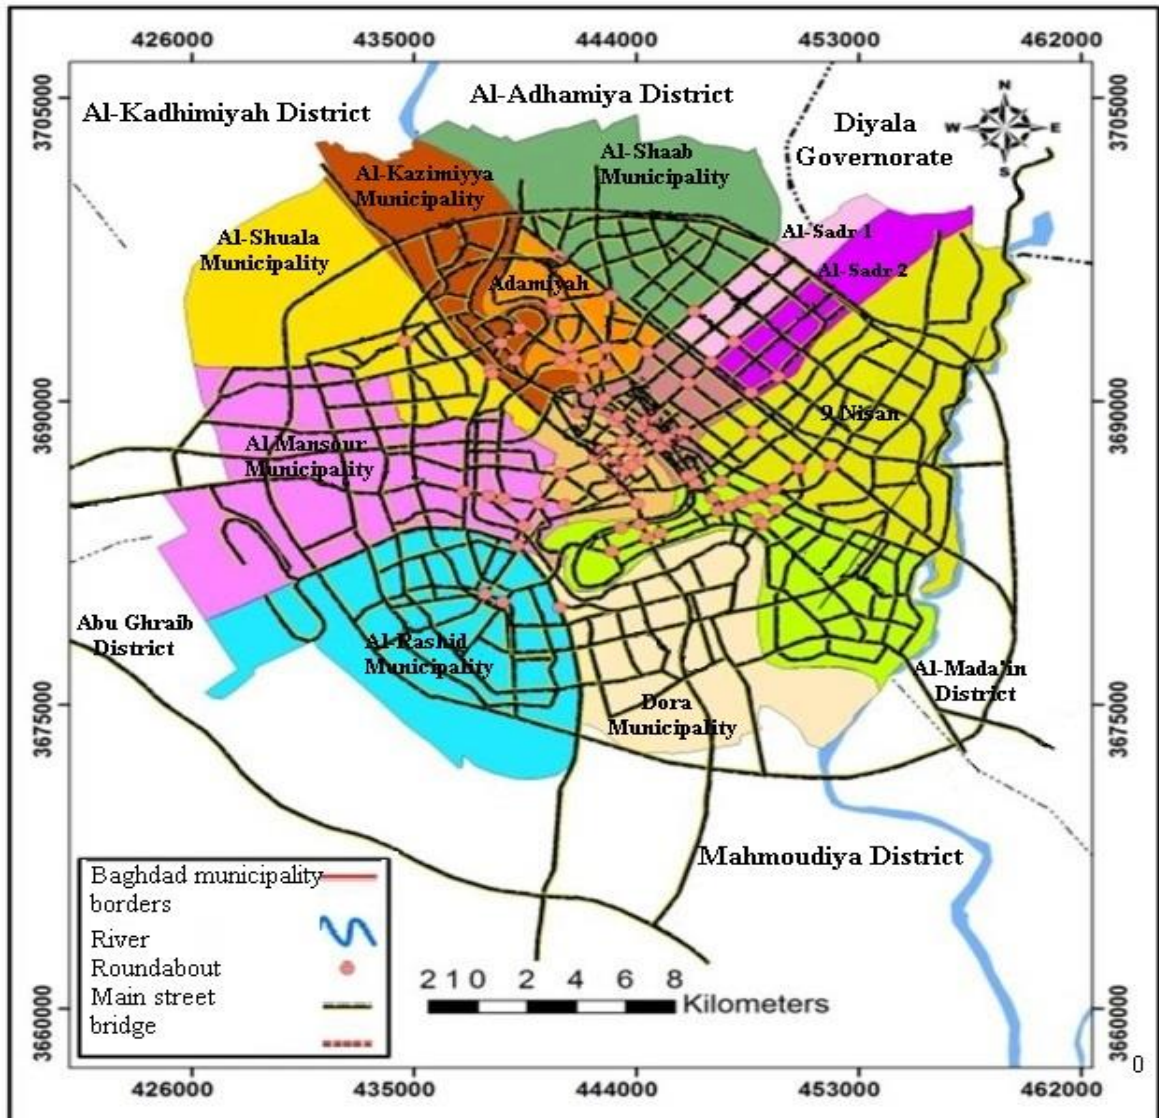 426000 435000 444000 453000 462000
3705000
3705000
Al-Kadhimiyah District
Al-Adhamiya District
Diyala
Governorate
N
W E
S
Al-Shaab
Municipality
Al-Kazimiyya
Municipality
Al-Shuala
Municipality
Al-Sadr 1
Al-Sadr 2
Adamiyah
3690000
3690000
9 Nisan
Al Mansour
Municipality
Abu Ghraib
District
Al-Rashid
Municipality
Al-Mada'in
District
Dora
Municipality
3675000
3675000
Mahmoudiya District
Baghdad municipality
borders
River
Roundabout
Main street
bridge
2 1 0 2 4 6 8
Kilometers
3660000
3660000
0
426000 435000 444000 453000 462000